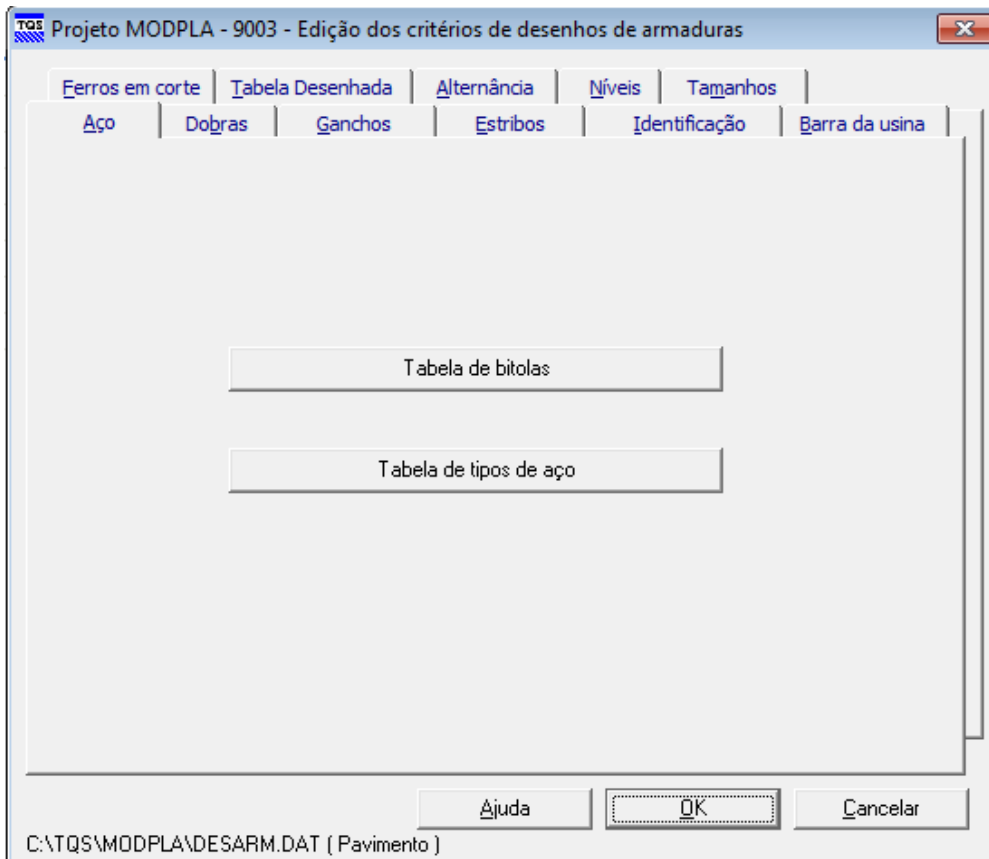 TQS Projeto MODPLA - 9003 - Edição dos critérios de desenhos de armaduras
Ferros em corte Tabela Desenhada Alternância Níveis Tamanhos
Aço Dobras Ganchos Estribos Identificação Barra da usina
Tabela de bitolas
Tabela de tipos de aço
Ajuda OK Cancelar
C:\TQS\MODPLA\DESARM.DAT ( Pavimento )